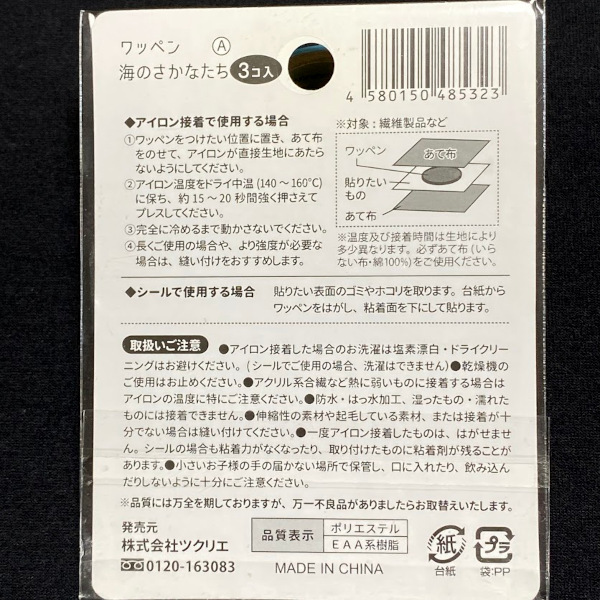 ワッペン Ⓐ
海のさかなたち 3コ入
4 580150 485323
◆アイロン接着で使用する場合
①ワッペンをつけたい位置に置き、あて布
をのせて、アイロンが直接生地にあたら
ないようにしてください。
②アイロン温度をドライ中温(140〜160℃)
に保ち、約15〜20秒間強く押さえて
プレスしてください。
③完全に冷めるまで動かさないでください。
④長くご使用の場合や、より強度が必要な
場合は、縫い付けをおすすめします。
※対象:繊維製品など
ワッペン
あて布
貼りたい
もの
あて布
※温度及び接着時間は生地により
多少異なります。必ずあて布(い
らない布・綿100%)をご使用ください。
◆シールで使用する場合 貼りたい表面のゴミやホコリを取ります。台紙から
ワッペンをはがし、粘着面を下にして貼ります。
取扱いご注意 ●アイロン接着した場合のお洗濯は塩素漂白・ドライクリー
ニングはお避けください。(シールでご使用の場合、洗濯はできません)●乾燥機の
ご使用はお止めください。●アクリル系合繊など熱に弱いものに接着する場合は
アイロンの温度に特にご注意ください。●防水・はっ水加工、湿ったもの・濡れた
ものには接着できません。●伸縮性の素材や起毛している素材、または接着が十
分でない場合は縫い付けてください。●一度アイロン接着したものは、はがせませ
ん。シールの場合も粘着力がなくなったり、取り付けたものに粘着剤が残ることが
あります。●小さいお子様の手の届かない場所で保管し、口に入れたり、飲み込ん
だりしないように十分にご注意ください。
※品質には万全を期しておりますが、万一不良品がありましたらお取替えいたします。
発売元
株式会社ツクリエ
0120-163083
品質表示 ポリエステル
EAA系樹脂
MADE IN CHINA
紙
台紙
プラ
袋:PP